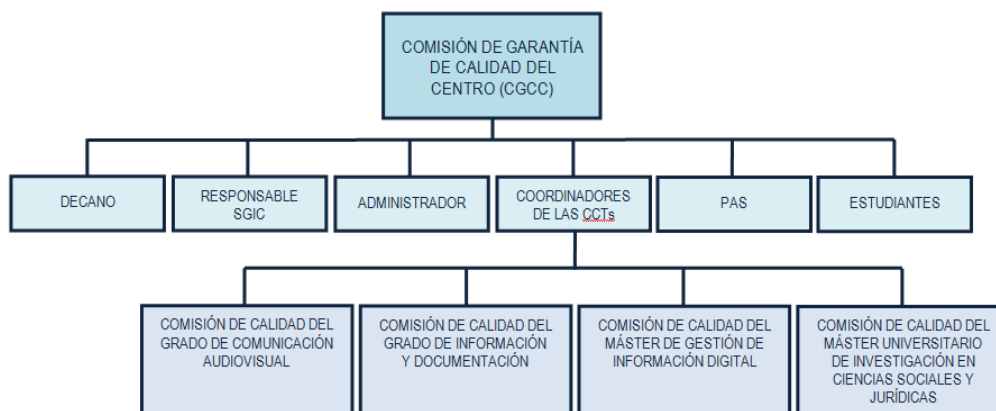 COMISIÓN DE GARANTÍA
DE CALIDAD DEL
CENTRO (CGCC)
DECANO
RESPONSABLE
SGIC
ADMINISTRADOR
COORDINADORES
DE LAS CCTs
PAS
ESTUDIANTES
COMISIÓN DE CALIDAD DEL
GRADO DE COMUNICACIÓN
AUDIOVISUAL
COMISIÓN DE CALIDAD DEL
GRADO DE INFORMACIÓN
Y DOCUMENTACIÓN
COMISIÓN DE CALIDAD DEL
MÁSTER DE GESTIÓN DE
INFORMACIÓN DIGITAL
COMISIÓN DE CALIDAD DEL
MÁSTER UNIVERSITARIO
DE INVESTIGACIÓN EN
CIENCIAS SOCIALES Y
JURÍDICAS